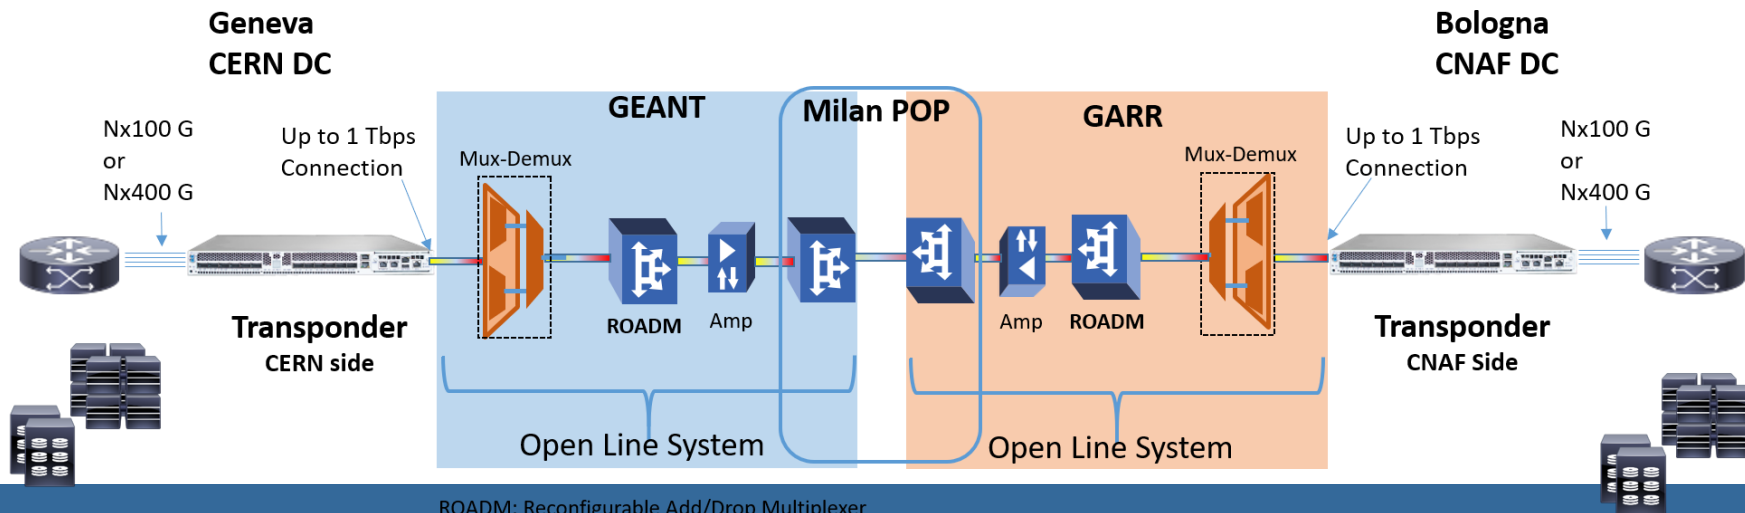 Geneva
CERN DC
Bologna
CNAF DC
GEANT
Milan POP
GARR
Nx100 G
or
Nx400 G
Up to 1 Tbps
Connection
Mux-Demux
Mux-Demux
Up to 1 Tbps
Connection
Nx100 G
or
Nx400 G
ROADM
Amp
Amp
ROADM
Transponder
CERN side
Transponder
CNAF Side
Open Line System
Open Line System
ROADM: Reconfigurable Add/Drop Multiplexer